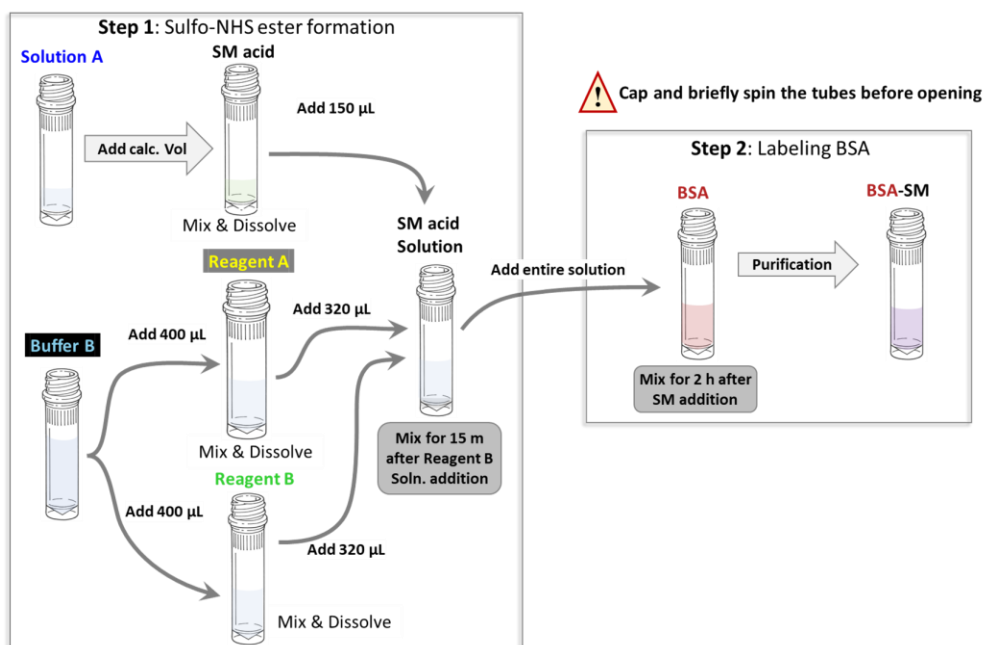 Step 1: Sulfo-NHS ester formation
Solution A
SM acid
Add 150 µL
Add calc. Vol
Mix & Dissolve
SM acid
Solution
Reagent A
Add 320 µL
Add 400 µL
Buffer B
Mix & Dissolve
Mix for 15 m
after Reagent B
Soln. addition
Reagent B
Add 400 µL
Add 320 µL
Mix & Dissolve
Add entire solution
! Cap and briefly spin the tubes before opening
Step 2: Labeling BSA
BSA
BSA-SM
Purification
Mix for 2 h after
SM addition